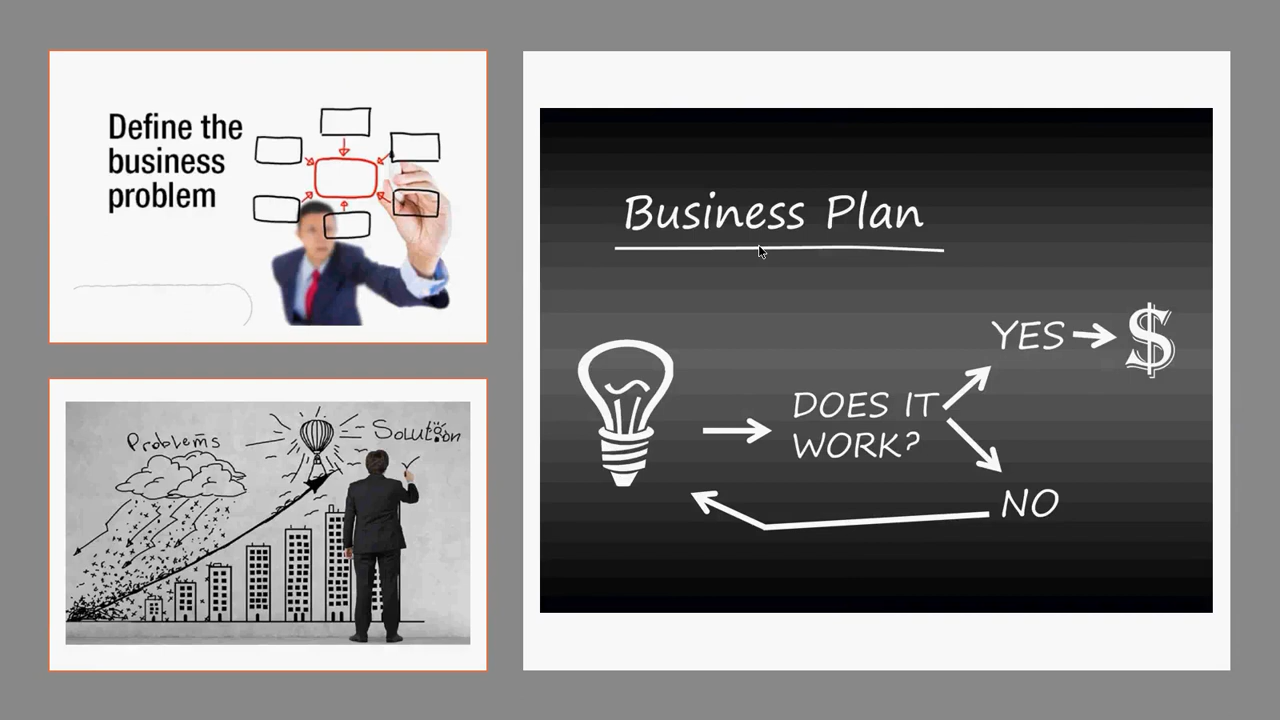 Define the
business
problem
Problems
Solution
Business Plan
DOES IT
WORK?
YES
$
NO